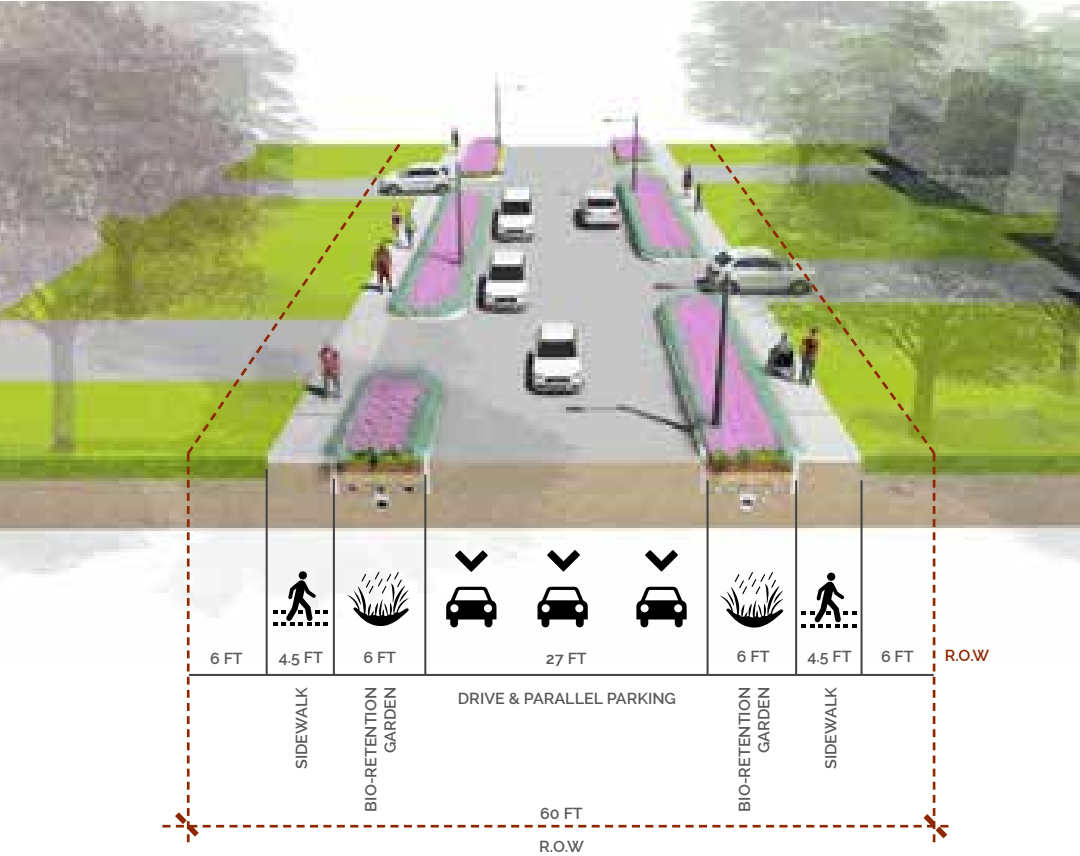 6 FT
4.5 FT
6 FT
27 FT
6 FT
4.5 FT
6 FT
R.O.W
SIDEWALK
BIO-RETENTION
GARDEN
DRIVE & PARALLEL PARKING
BIO-RETENTION
GARDEN
SIDEWALK
60 FT
R.O.W